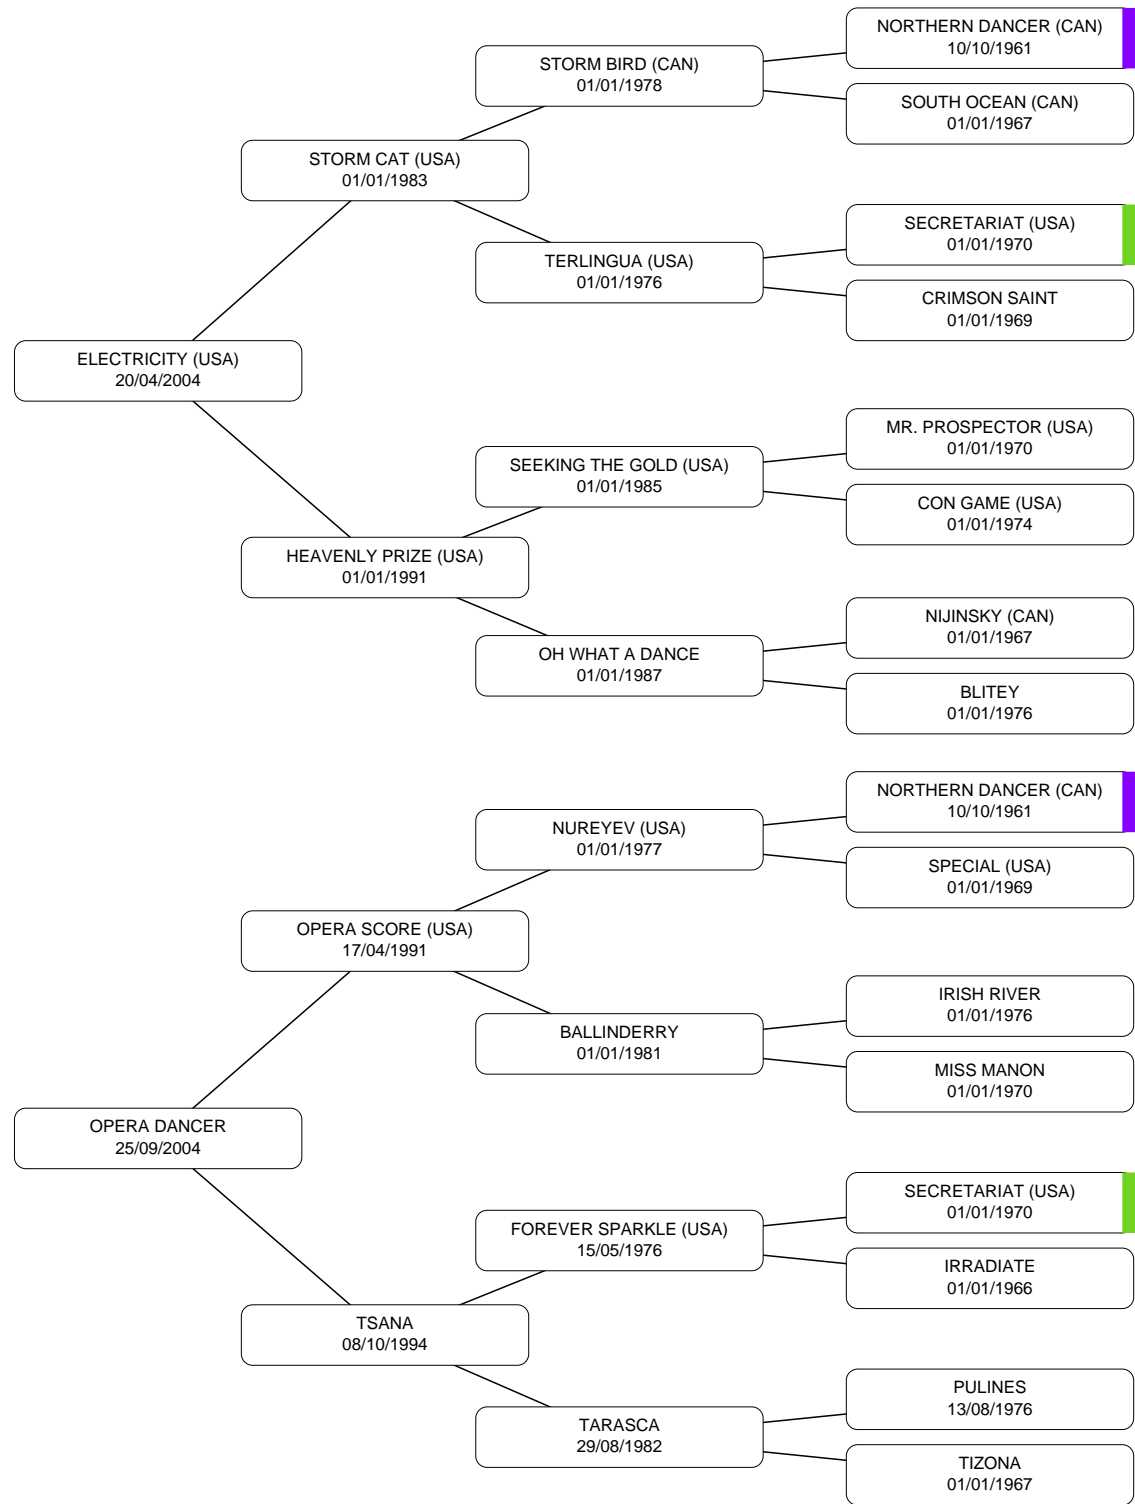 NORTHERN DANCER (CAN)
10/10/1961
STORM BIRD (CAN)
01/01/1978
SOUTH OCEAN (CAN)
01/01/1967
STORM CAT (USA)
01/01/1983
SECRETARIAT (USA)
01/01/1970
TERLINGUA (USA)
01/01/1976
CRIMSON SAINT
01/01/1969
ELECTRICITY (USA)
20/04/2004
MR. PROSPECTOR (USA)
01/01/1970
SEEKING THE GOLD (USA)
01/01/1985
CON GAME (USA)
01/01/1974
HEAVENLY PRIZE (USA)
01/01/1991
NIJINSKY (CAN)
01/01/1967
OH WHAT A DANCE
01/01/1987
BLITEY
01/01/1976
NORTHERN DANCER (CAN)
10/10/1961
NUREYEV (USA)
01/01/1977
SPECIAL (USA)
01/01/1969
OPERA SCORE (USA)
17/04/1991
IRISH RIVER
01/01/1976
BALLINDERRY
01/01/1981
MISS MANON
01/01/1970
OPERA DANCER
25/09/2004
SECRETARIAT (USA)
01/01/1970
FOREVER SPARKLE (USA)
15/05/1976
IRRADIATE
01/01/1966
TSANA
08/10/1994
PULINES
13/08/1976
TARASCA
29/08/1982
TIZONA
01/01/1967